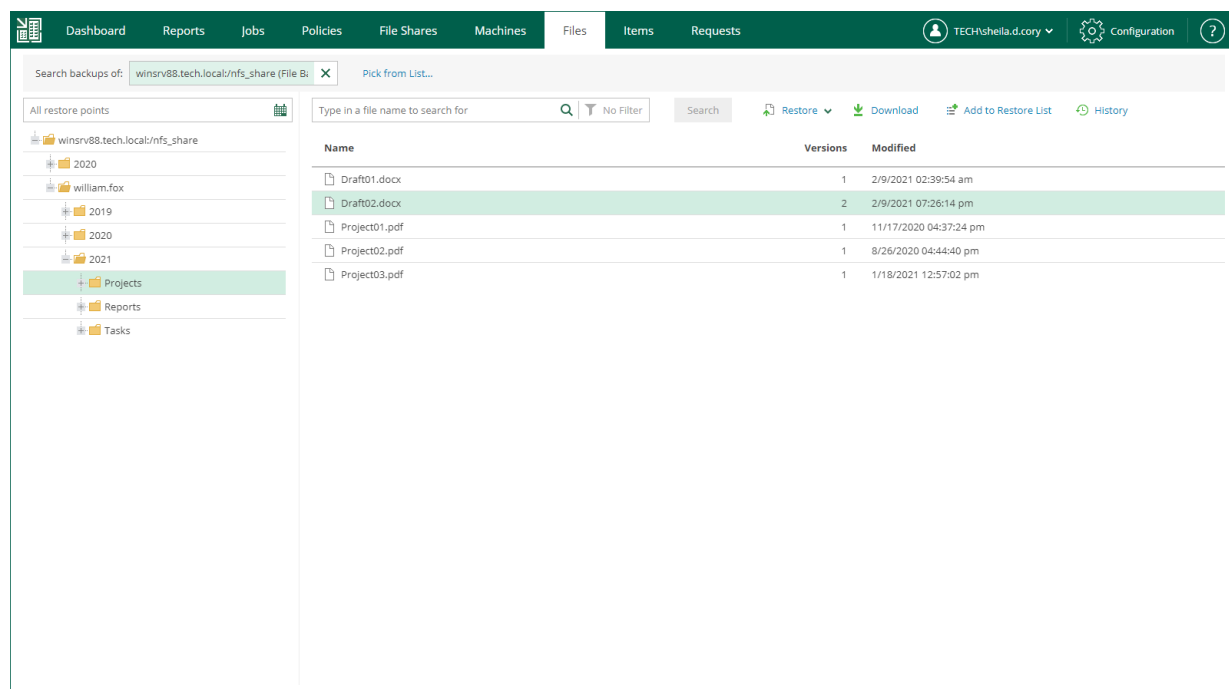 Dashboard Reports Jobs Policies File Shares Machines Files Items Requests TECH\sheila.d.cory Configuration ?
Search backups of: winsrv88.tech.local:/nfs_share (File Ba Pick from List...
All restore points
winsrv88.tech.local:/nfs_share
2020
william.fox
2019
2020
2021
Projects
Reports
Tasks
Type in a file name to search for No Filter Search Restore Download Add to Restore List History
Name Versions Modified
Draft01.docx 1 2/9/2021 02:39:54 am
Draft02.docx 2 2/9/2021 07:26:14 pm
Project01.pdf 1 11/17/2020 04:37:24 pm
Project02.pdf 1 8/26/2020 04:44:40 pm
Project03.pdf 1 1/18/2021 12:57:02 pm